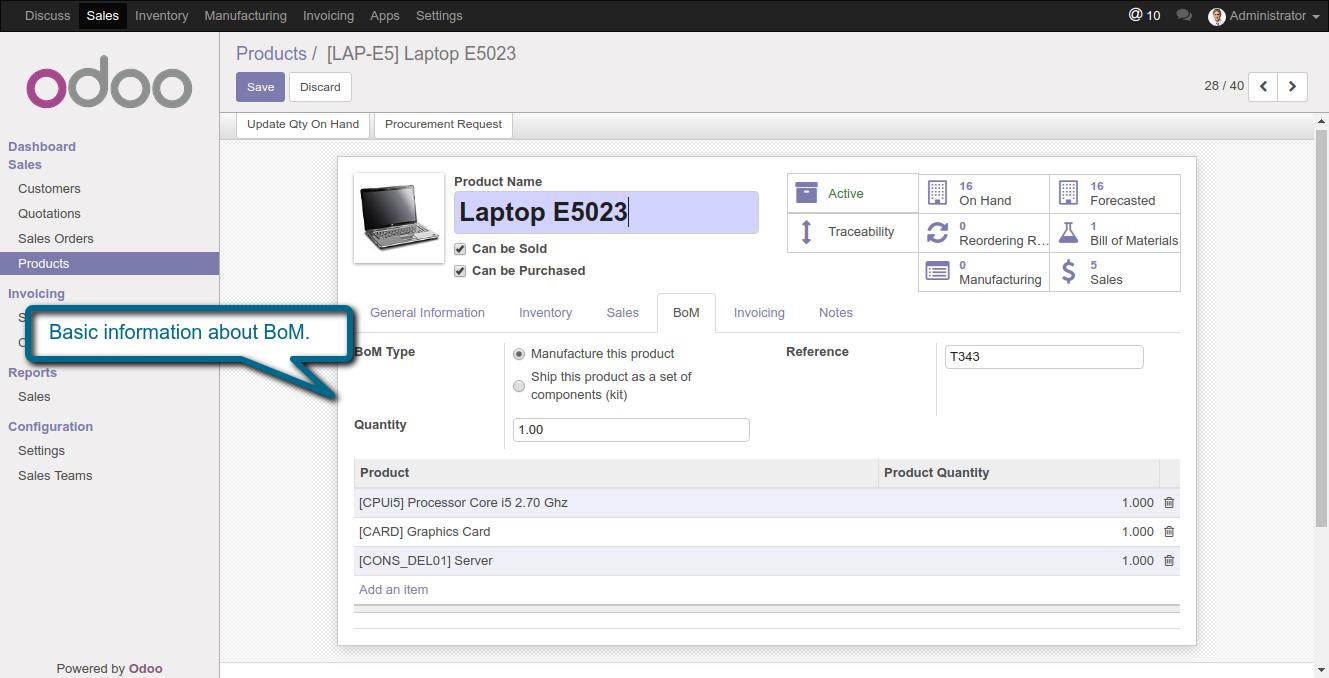 Discuss Sales Inventory Manufacturing Invoicing Apps Settings @ 10 Administrator
odoo
Products / [LAP-E5] Laptop E5023
Save Discard 28 / 40
Update Qty On Hand Procurement Request
Dashboard
Sales
Customers
Quotations
Sales Orders
Products
Invoicing
S
C
Reports
Sales
Configuration
Settings
Sales Teams
Powered by Odoo
Basic information about BoM.
Product Name
Laptop E5023
Can be Sold
Can be Purchased
Active
16
On Hand
16
Forecasted
Traceability
0
Reordering R...
1
Bill of Materials
0
Manufacturing
5
Sales
General Information Inventory Sales BoM Invoicing Notes
BoM Type
Manufacture this product
Ship this product as a set of
components (kit)
Reference
T343
Quantity
1.00
Product Product Quantity
[CPUi5] Processor Core i5 2.70 Ghz 1.000
[CARD] Graphics Card 1.000
[CONS_DEL01] Server 1.000
Add an item